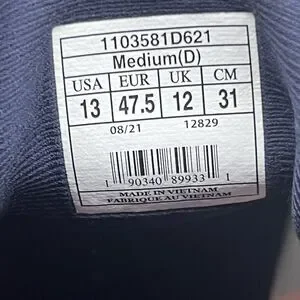 1103581D621
Medium(D)
USA EUR UK CM
13 47.5 12 31
08/21 12829
1 90340 89933 1
MADE IN VIETNAM
FABRIQUE AU VIETNAM